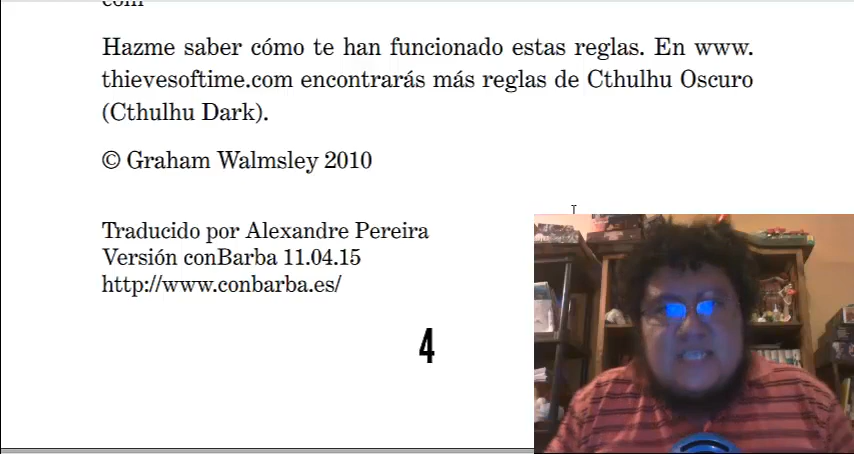 com
Hazme saber cómo te han funcionado estas reglas. En www.
thievesoftime.com encontrarás más reglas de Cthulhu Oscuro
(Cthulhu Dark).
© Graham Walmsley 2010
Traducido por Alexandre Pereira
Versión conBarba 11.04.15
http://www.conbarba.es/
4